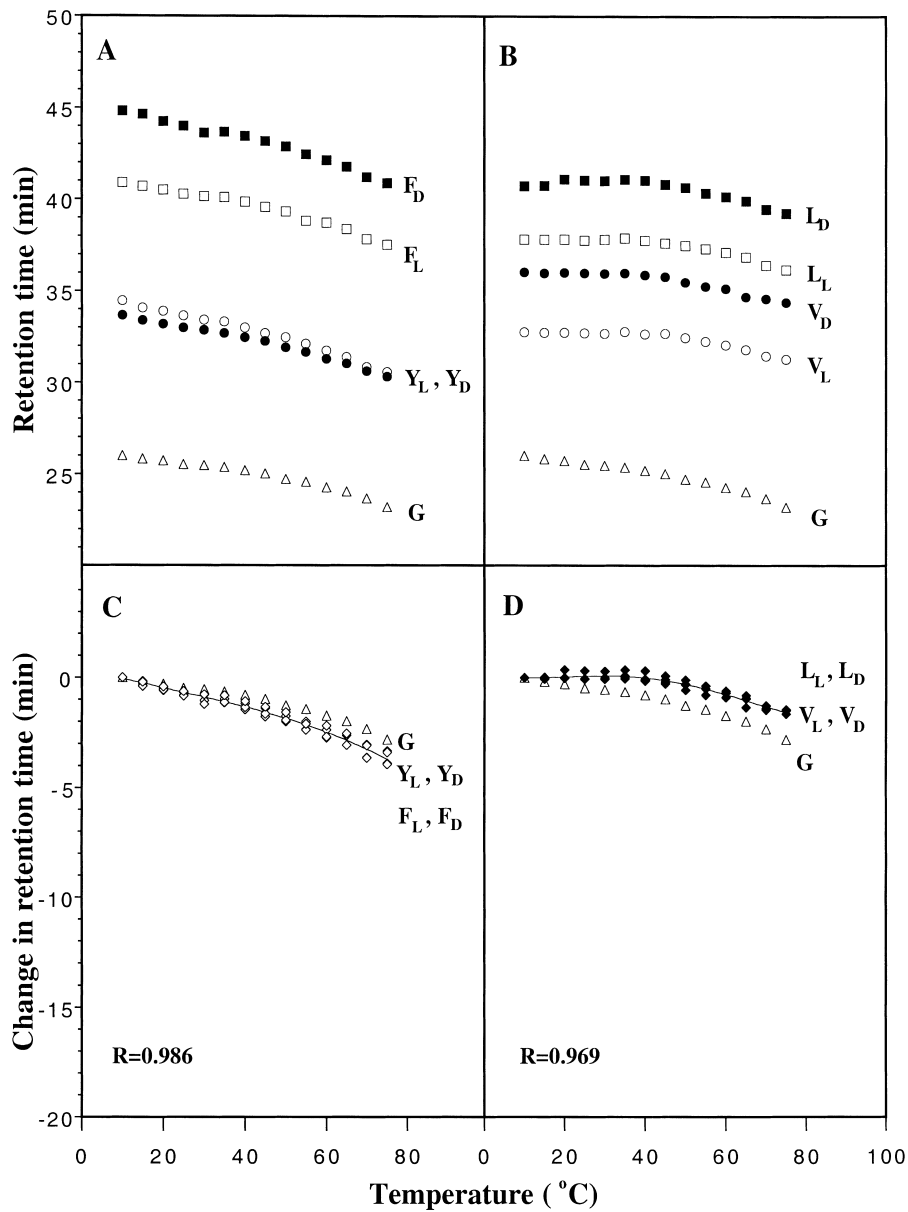 Retention time (min)
50
45
40
35
30
25
A
F_D
F_L
Y_L , Y_D
G
B
L_D
L_L
V_D
V_L
G
Change in retention time (min)
0
-5
-10
-15
-20
C
G
Y_L , Y_D
F_L , F_D
R=0.986
D
L_L , L_D
V_L , V_D
G
R=0.969
0 20 40 60 80 0 20 40 60 80 100
Temperature ( °C)